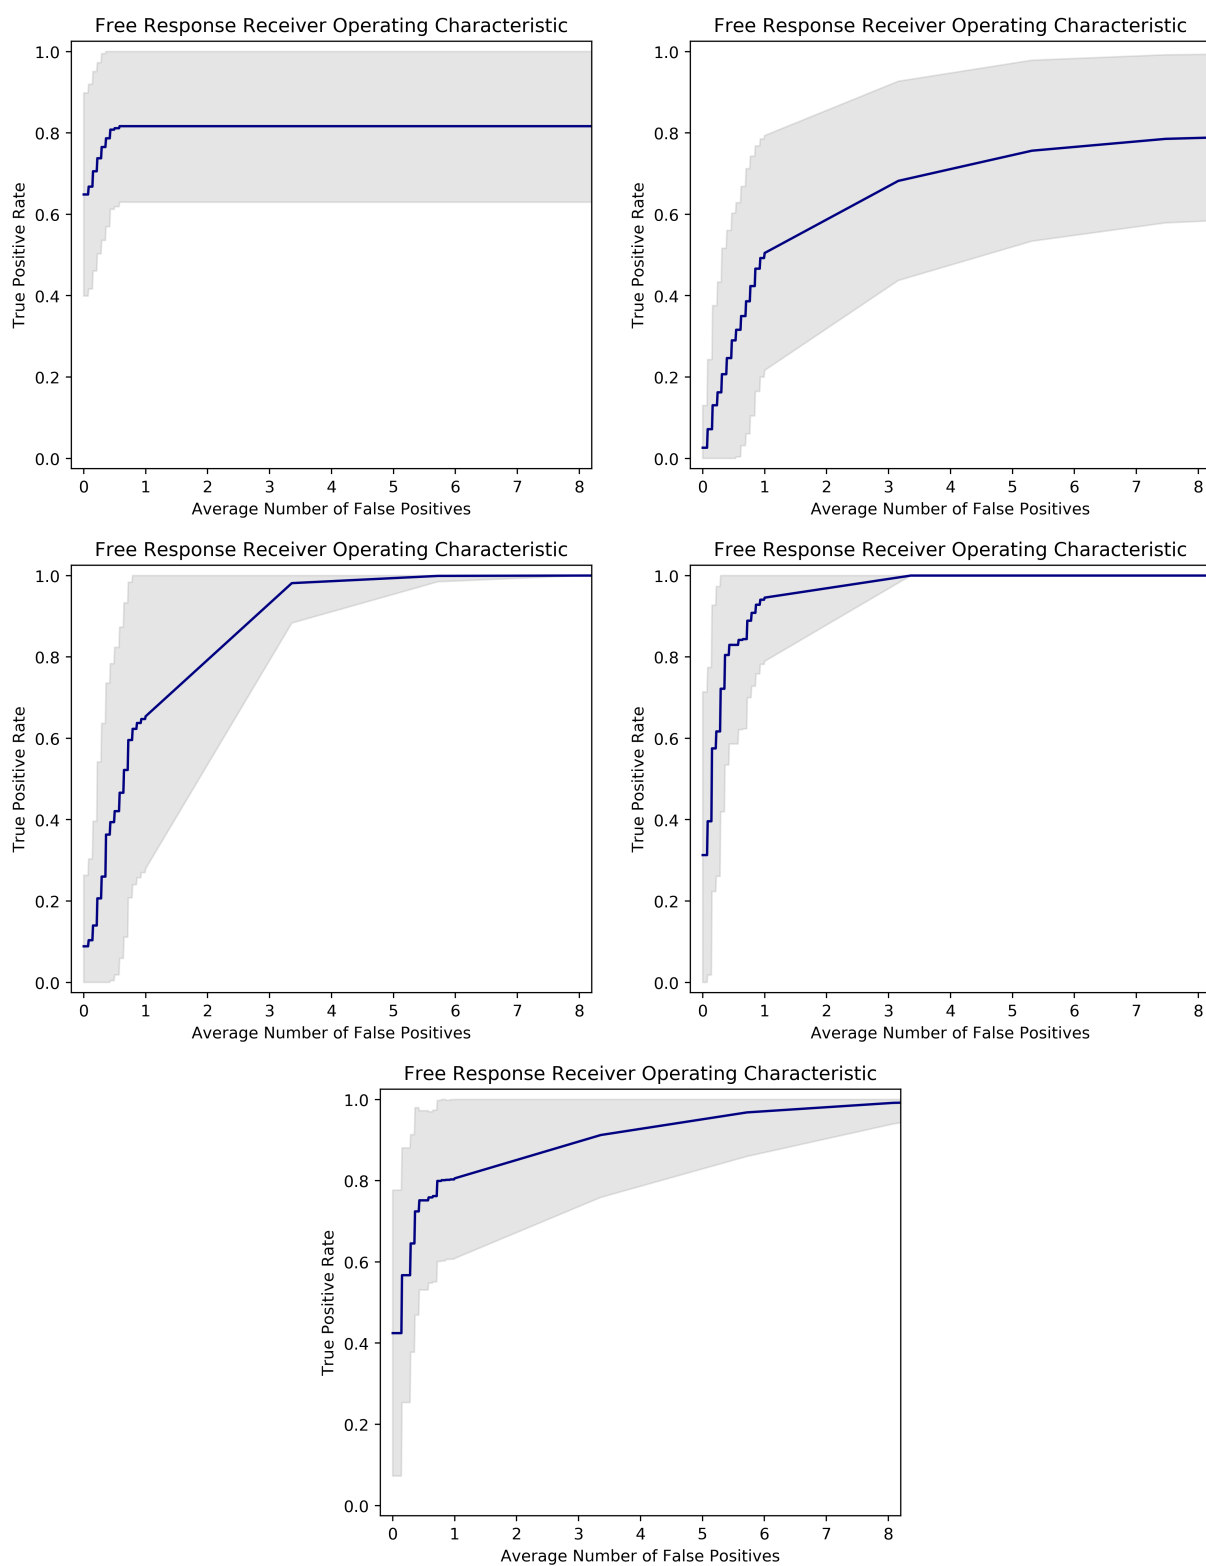 Free Response Receiver Operating Characteristic
1.0
0.8
0.6
0.4
0.2
0.0
True Positive Rate
0 1 2 3 4 5 6 7 8
Average Number of False Positives
Free Response Receiver Operating Characteristic
1.0
0.8
0.6
0.4
0.2
0.0
True Positive Rate
0 1 2 3 4 5 6 7 8
Average Number of False Positives
Free Response Receiver Operating Characteristic
1.0
0.8
0.6
0.4
0.2
0.0
True Positive Rate
0 1 2 3 4 5 6 7 8
Average Number of False Positives
Free Response Receiver Operating Characteristic
1.0
0.8
0.6
0.4
0.2
0.0
True Positive Rate
0 1 2 3 4 5 6 7 8
Average Number of False Positives
Free Response Receiver Operating Characteristic
1.0
0.8
0.6
0.4
0.2
0.0
True Positive Rate
0 1 2 3 4 5 6 7 8
Average Number of False Positives